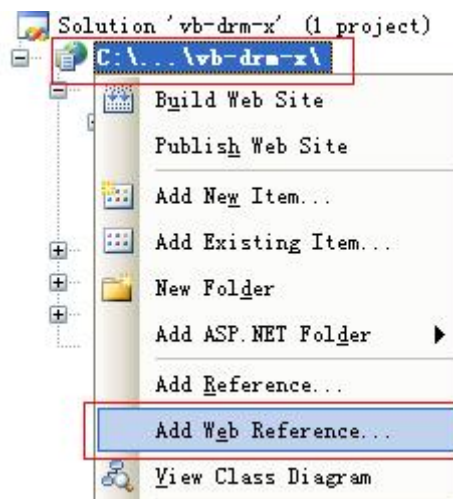 Solution 'vb-drm-x' (1 project)
C:\...\vb-drm-x\
Build Web Site
Publish Web Site
Add New Item...
Add Existing Item...
New Folder
Add ASP.NET Folder
Add Reference...
Add Web Reference...
View Class Diagram